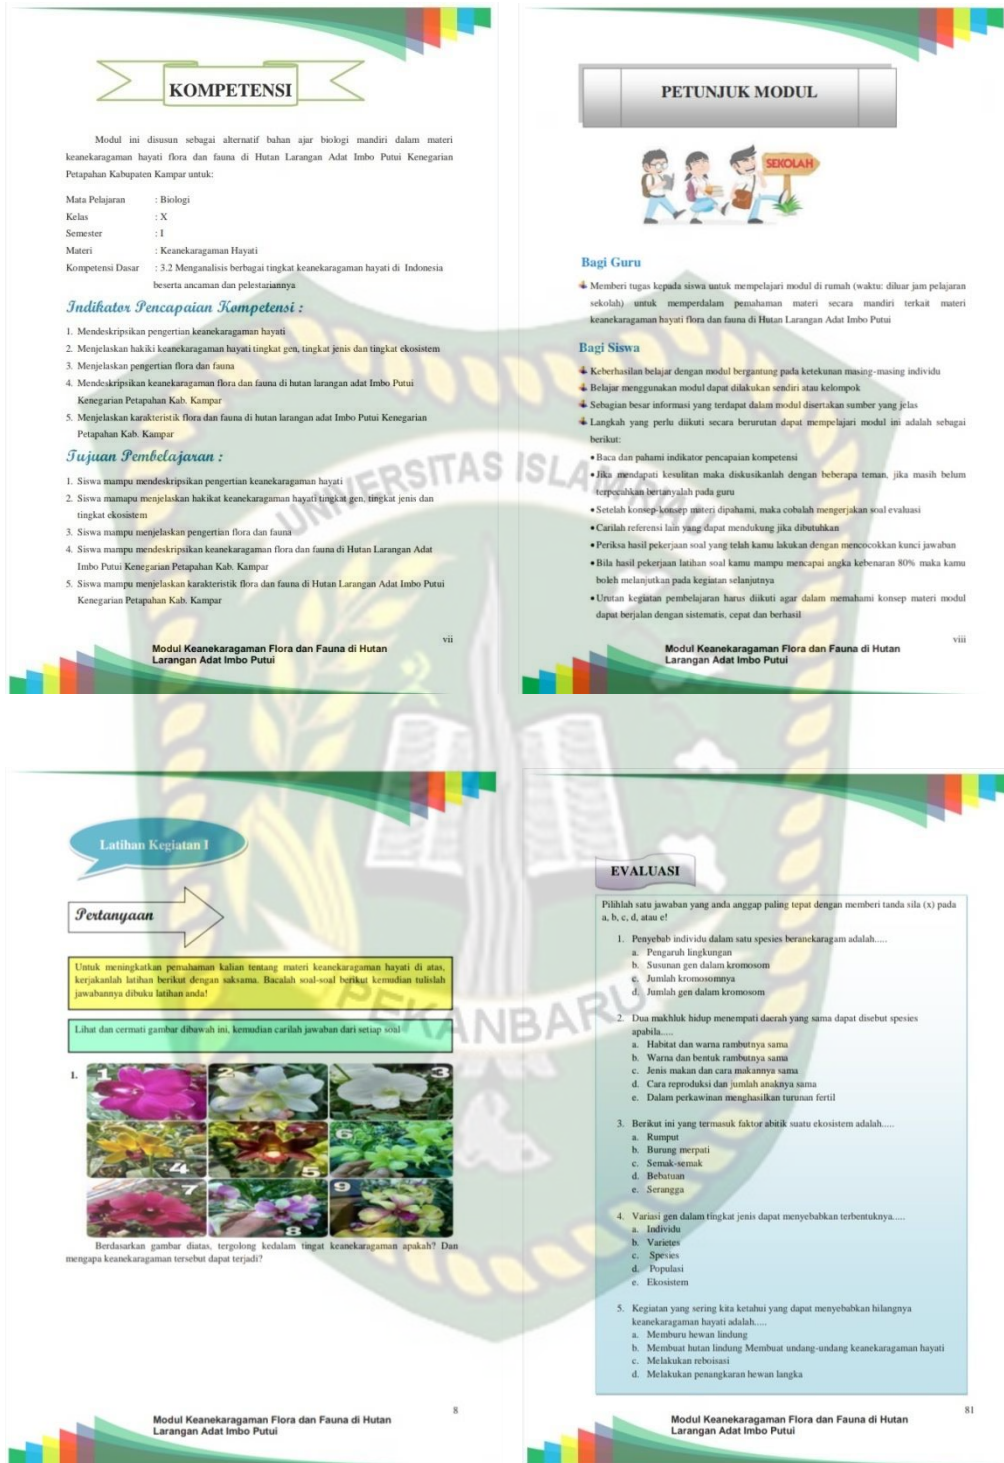 KOMPETENSI
Modul ini disusun sebagai alternatif bahan ajar biologi mandiri dalam materi
keanekaragaman hayati flora dan fauna di Hutan Larangan Adat Imbo Putui Kenegarian
Petapahan Kabupaten Kampar untuk:
Mata Pelajaran : Biologi
Kelas : X
Semester : I
Materi : Keanekaragaman Hayati
Kompetensi Dasar : 3.2 Menganalisis berbagai tingkat keanekaragaman hayati di Indonesia
beserta ancaman dan pelestariannya
Indikator Pencapaian Kompetensi :
1. Mendeskripsikan pengertian keanekaragaman hayati
2. Menjelaskan hakiki keanekaragaman hayati tingkat gen, tingkat jenis dan tingkat ekosistem
3. Menjelaskan pengertian flora dan fauna
4. Mendeskripsikan keanekaragaman flora dan fauna di hutan larangan adat Imbo Putui
Kenegarian Petapahan Kab. Kampar
5. Menjelaskan karakteristik flora dan fauna di hutan larangan adat Imbo Putui Kenegarian
Petapahan Kab. Kampar
Tujuan Pembelajaran :
1. Siswa mampu mendeskripsikan pengertian keanekaragaman hayati
2. Siswa mamapu menjelaskan hakikat keanekaragaman hayati tingkat gen, tingkat jenis dan
tingkat ekosistem
3. Siswa mampu menjelaskan pengertian flora dan fauna
4. Siswa mampu mendeskripsikan keanekaragaman flora dan fauna di Hutan Larangan Adat
Imbo Putui Kenegarian Petapahan Kab. Kampar
5. Siswa mampu menjelaskan karakteristik flora dan fauna di Hutan Larangan Adat Imbo Putui
Kenegarian Petapahan Kab. Kampar
vii
Modul Keanekaragaman Flora dan Fauna di Hutan
Larangan Adat Imbo Putui
PETUNJUK MODUL
SEKOLAH
Bagi Guru
Memberi tugas kepada siswa untuk mempelajari modul di rumah (waktu: diluar jam pelajaran
sekolah) untuk memperdalam pemahaman materi secara mandiri terkait materi
keanekaragaman hayati flora dan fauna di Hutan Larangan Adat Imbo Putui
Bagi Siswa
Keberhasilan belajar dengan modul bergantung pada ketekunan masing-masing individu
Belajar menggunakan modul dapat dilakukan sendiri atau kelompok
Sebagian besar informasi yang terdapat dalam modul disertakan sumber yang jelas
Langkah yang perlu diikuti secara berurutan dapat mempelajari modul ini adalah sebagai
berikut:
• Baca dan pahami indikator pencapaian kompetensi
• Jika mendapati kesulitan maka diskusikanlah dengan beberapa teman, jika masih belum
terpecahkan bertanyalah pada guru
• Setelah konsep-konsep materi dipahami, maka cobalah mengerjakan soal evaluasi
• Carilah referensi lain yang dapat mendukung jika dibutuhkan
• Periksa hasil pekerjaan soal yang telah kamu lakukan dengan mencocokkan kunci jawaban
• Bila hasil pekerjaan latihan soal kamu mampu mencapai angka kebenaran 80% maka kamu
boleh melanjutkan pada kegiatan selanjutnya
• Urutan kegiatan pembelajaran harus diikuti agar dalam memahami konsep materi modul
dapat berjalan dengan sistematis, cepat dan berhasil
viii
Modul Keanekaragaman Flora dan Fauna di Hutan
Larangan Adat Imbo Putui
UNIVERSITAS ISLAM RIAU
PEKANBARU
Latihan Kegiatan I
Pertanyaan
Untuk meningkatkan pemahaman kalian tentang materi keanekaragaman hayati di atas,
kerjakanlah latihan berikut dengan saksama. Bacalah soal-soal berikut kemudian tulislah
jawabannya dibuku latihan anda!
Lihat dan cermati gambar dibawah ini, kemudian carilah jawaban dari setiap soal
1.
1 2 3
4 5 6
7 8 9
Berdasarkan gambar diatas, tergolong kedalam tingat keanekaragaman apakah? Dan
mengapa keanekaragaman tersebut dapat terjadi?
8
Modul Keanekaragaman Flora dan Fauna di Hutan
Larangan Adat Imbo Putui
EVALUASI
Pilihlah satu jawaban yang anda anggap paling tepat dengan memberi tanda sila (x) pada
a, b, c, d, atau e!
1. Penyebab individu dalam satu spesies beranekaragam adalah.....
a. Pengaruh lingkungan
b. Susunan gen dalam kromosom
c. Jumlah kromosomnya
d. Jumlah gen dalam kromosom
2. Dua makhluk hidup menempati daerah yang sama dapat disebut spesies
apabila.....
a. Habitat dan warna rambutnya sama
b. Warna dan bentuk rambutnya sama
c. Jenis makan dan cara makannya sama
d. Cara reproduksi dan jumlah anaknya sama
e. Dalam perkawinan menghasilkan turunan fertil
3. Berikut ini yang termasuk faktor abitik suatu ekosistem adalah.....
a. Rumput
b. Burung merpati
c. Semak-semak
d. Bebatuan
e. Serangga
4. Variasi gen dalam tingkat jenis dapat menyebabkan terbentuknya.....
a. Individu
b. Varietes
c. Spesies
d. Populasi
e. Ekosistem
5. Kegiatan yang sering kita ketahui yang dapat menyebabkan hilangnya
keanekaragaman hayati adalah.....
a. Memburu hewan lindung
b. Membuat hutan lindung Membuat undang-undang keanekaragaman hayati
c. Melakukan reboisasi
d. Melakukan penangkaran hewan langka
81
Modul Keanekaragaman Flora dan Fauna di Hutan
Larangan Adat Imbo Putui